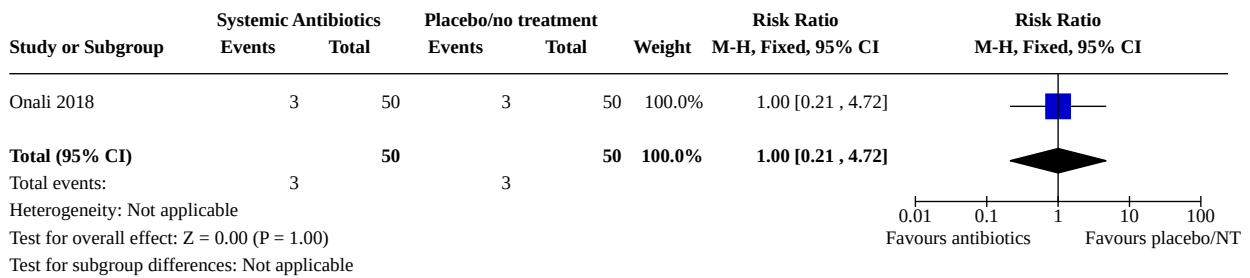 Systemic Antibiotics Placebo/no treatment Risk Ratio Risk Ratio
Study or Subgroup Events Total Events Total Weight M-H, Fixed, 95% CI M-H, Fixed, 95% CI
Onali 2018 3 50 3 50 100.0% 1.00 [0.21 , 4.72]
Total (95% CI) 50 50 100.0% 1.00 [0.21 , 4.72]
Total events: 3 3
Heterogeneity: Not applicable
0.01 0.1 1 10 100
Test for overall effect: Z = 0.00 (P = 1.00) Favours antibiotics Favours placebo/NT
Test for subgroup differences: Not applicable